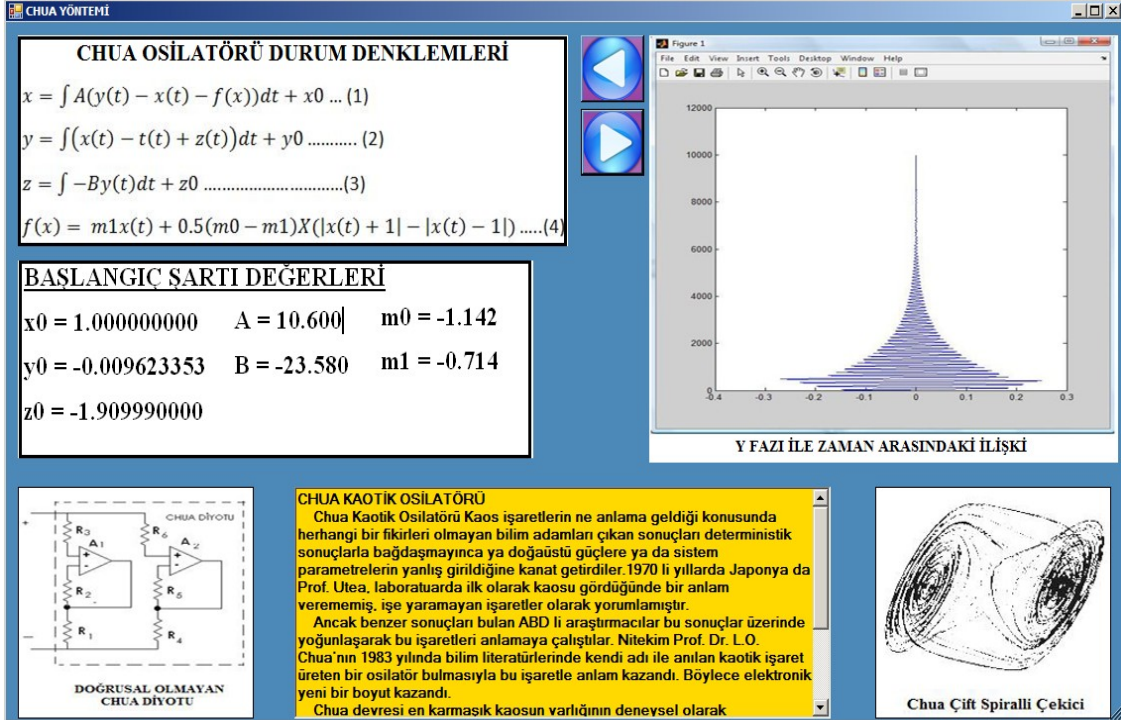 CHUA YÖNTEMİ
CHUA OSİLATÖRÜ DURUM DENKLEMLERİ
x = ∫ A(y(t) − x(t) − f(x))dt + x0 ... (1)
y = ∫(x(t) − t(t) + z(t))dt + y0 ........... (2)
z = ∫ −By(t)dt + z0 ...............................(3)
f(x) = m1x(t) + 0.5(m0 − m1)X(|x(t) + 1| − |x(t) − 1|) .....(4)
BAŞLANGIÇ ŞARTI DEĞERLERİ
x0 = 1.000000000 A = 10.600 m0 = -1.142
y0 = -0.009623353 B = -23.580 m1 = -0.714
z0 = -1.909990000
Figure 1
File Edit View Insert Tools Desktop Window Help
12000
10000
8000
6000
4000
2000
0
-0.4 -0.3 -0.2 -0.1 0 0.1 0.2 0.3
Y FAZI İLE ZAMAN ARASINDAKİ İLİŞKİ
CHUA DİYOTU
R3 A1 R6 A2
R2 R5
R1 R4
DOĞRUSAL OLMAYAN
CHUA DİYOTU
CHUA KAOTİK OSİLATÖRÜ
Chua Kaotik Osilatörü Kaos işaretlerin ne anlama geldiği konusunda
herhangi bir fikirleri olmayan bilim adamları çıkan sonuçları deterministik
sonuçlarla bağdaşmayınca ya doğaüstü güçlere ya da sistem
parametrelerin yanlış girildiğine kanat getirdiler.1970 li yıllarda Japonya da
Prof. Utea, laboratuarda ilk olarak kaosu gördüğünde bir anlam
verememiş, işe yaramayan işaretler olarak yorumlamıştır.
Ancak benzer sonuçları bulan ABD li araştırmacılar bu sonuçlar üzerinde
yoğunlaşarak bu işaretleri anlamaya çalıştılar. Nitekim Prof. Dr. L.O.
Chua'nın 1983 yılında bilim literatürlerinde kendi adı ile anılan kaotik işaret
üreten bir osilatör bulmasıyla bu işaretle anlam kazandı. Böylece elektronik
yeni bir boyut kazandı.
Chua devresi en karmaşık kaosun varlığının deneysel olarak
Chua Çift Spiralli Çekici